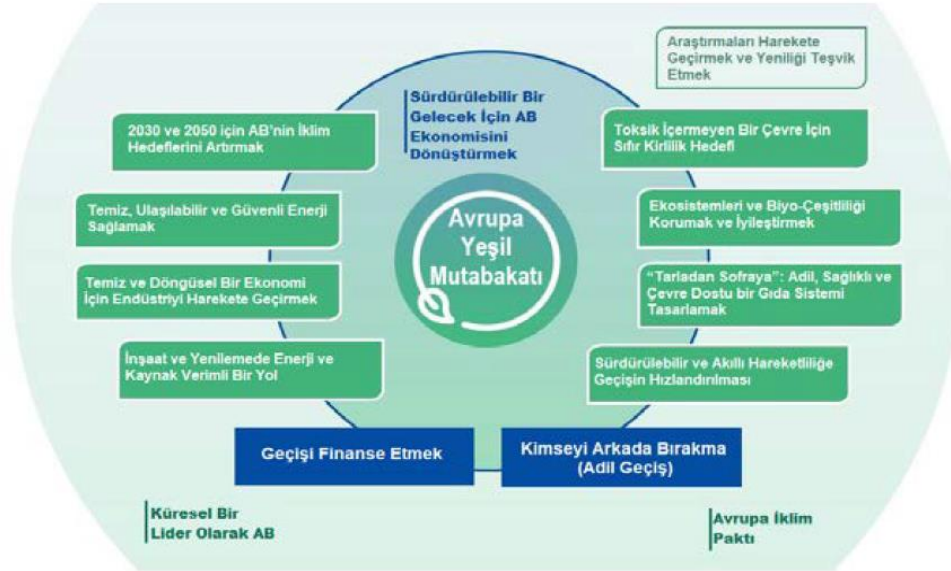 Araştırmaları Harekete
Geçirmek ve Yeniliği Teşvik
Etmek
Sürdürülebilir Bir
Gelecek İçin AB
Ekonomisini
Dönüştürmek
2030 ve 2050 için AB'nin İklim
Hedeflerini Artırmak
Toksik İçermeyen Bir Çevre İçin
Sıfır Kirlilik Hedefi
Temiz, Ulaşılabilir ve Güvenli Enerji
Sağlamak
Avrupa
Yeşil
Mutabakatı
Ekosistemleri ve Biyo-Çeşitliliği
Korumak ve İyileştirmek
Temiz ve Döngüsel Bir Ekonomi
İçin Endüstriyi Harekete Geçirmek
“Tarladan Sofraya”: Adil, Sağlıklı ve
Çevre Dostu bir Gıda Sistemi
Tasarlamak
İnşaat ve Yenilemede Enerji ve
Kaynak Verimli Bir Yol
Sürdürülebilir ve Akıllı Hareketliliğe
Geçişin Hızlandırılması
Geçişi Finanse Etmek
Kimseyi Arkada Bırakma
(Adil Geçiş)
Küresel Bir
Lider Olarak AB
Avrupa İklim
Paktı